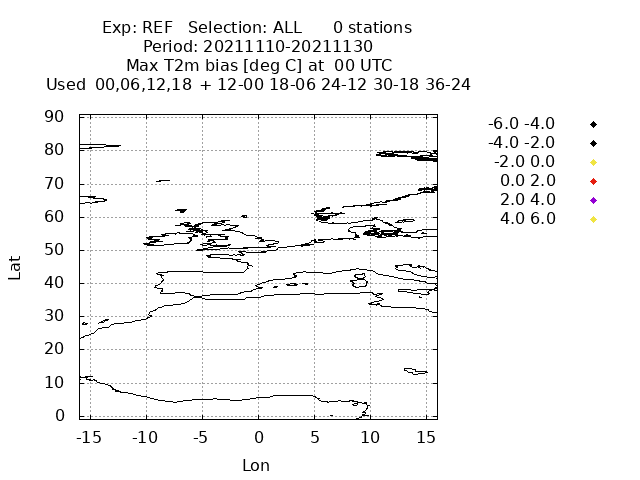 Exp: REF   Selection: ALL      0 stations
Period: 20211110-20211130
Max T2m bias [deg C] at  00 UTC
Used  00,06,12,18  + 12-00 18-06 24-12 30-18 36-24
90
80
70
60
50
40
30
20
10
0
Lat
-15 -10 -5 0 5 10 15
Lon
-6.0 -4.0
-4.0 -2.0
-2.0 0.0
0.0 2.0
2.0 4.0
4.0 6.0